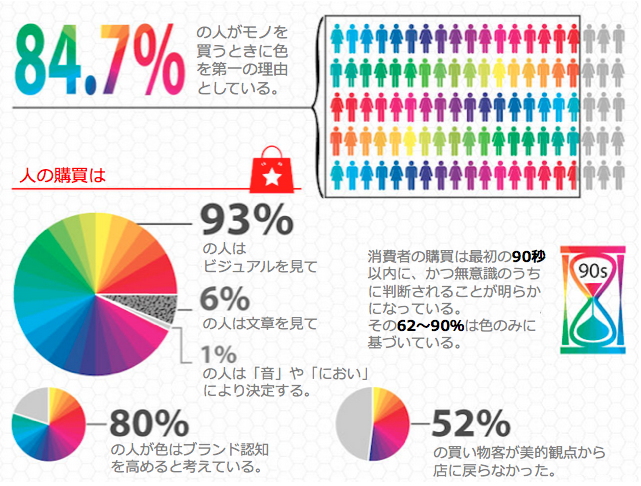 84.7%
の人がモノを
買うときに色
を第一の理由
としている。
人の購買は
93%
の人は
ビジュアルを見て
6%
の人は文章を見て
1%
の人は「音」や「におい」
により決定する。
消費者の購買は最初の90秒
以内に、かつ無意識のうち
に判断されることが明らか
になっている。
その62〜90%は色のみに
基づいている。
90s
80%
の人が色はブランド認知
を高めると考えている。
52%
の買い物客が美的観点から
店に戻らなかった。